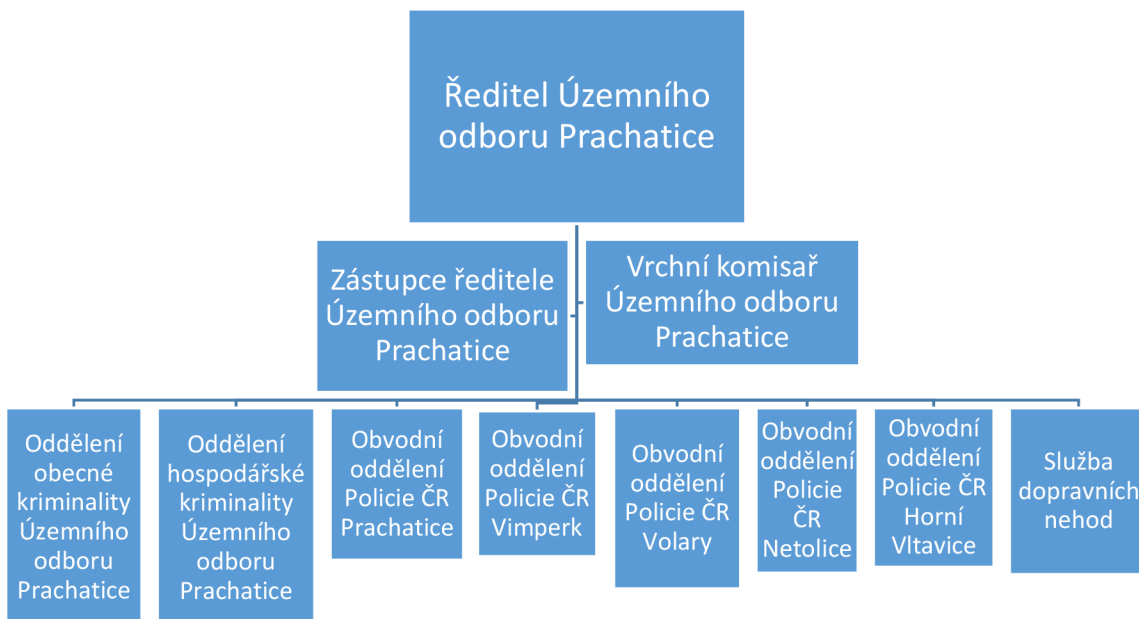 Ředitel Územního
odboru Prachatice
Zástupce ředitele
Územního odboru
Prachatice
Vrchní komisař
Územního odboru
Prachatice
Oddělení
obecné
kriminality
Územního
odboru
Prachatice
Oddělení
hospodářské
kriminality
Územního
odboru
Prachatice
Obvodní
oddělení
Policie ČR
Prachatice
Obvodní
oddělení
Policie ČR
Vimperk
Obvodní
oddělení
Policie ČR
Volary
Obvodní
oddělení
Policie
ČR
Netolice
Obvodní
oddělení
Policie ČR
Horní
Vltavice
Služba
dopravních
nehod